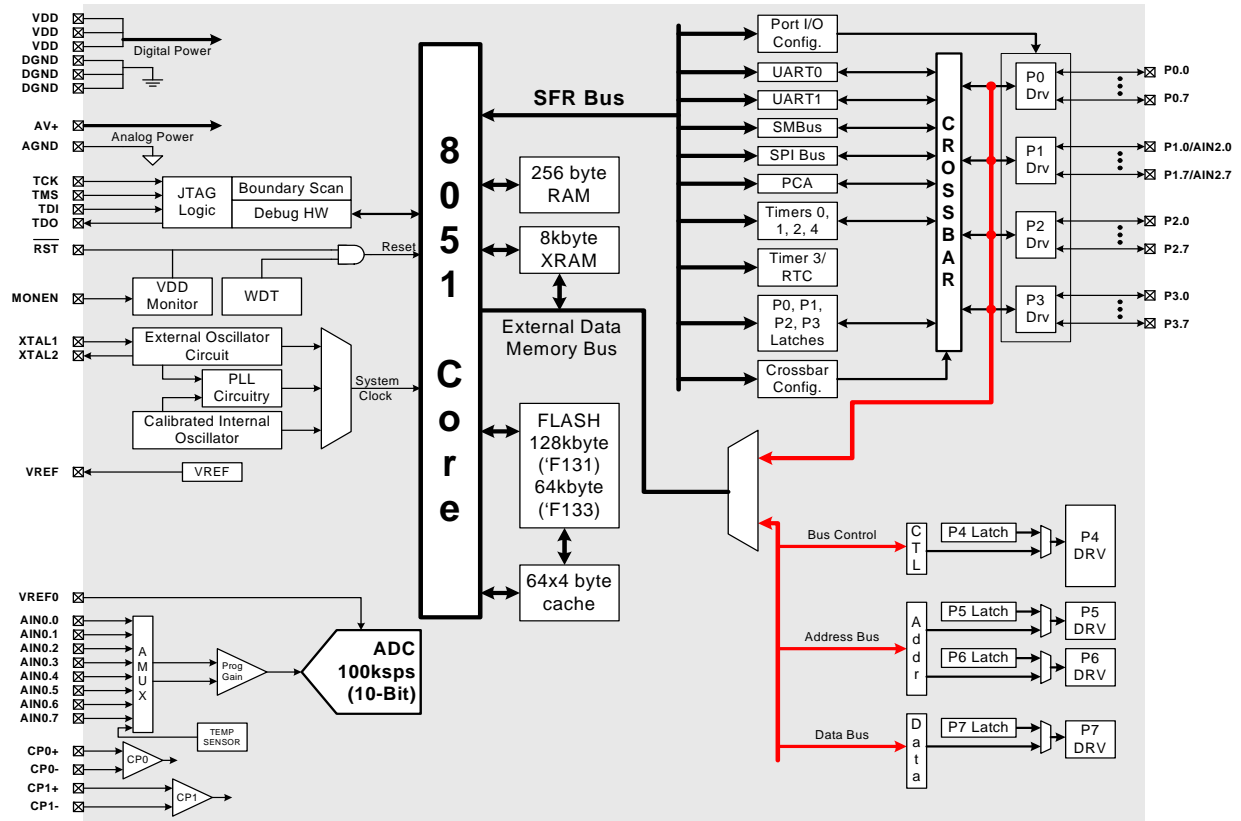 VDD
VDD
VDD
Digital Power
DGND
DGND
DGND
AV+
Analog Power
AGND
TCK
TMS
TDI
TDO
JTAG
Logic
Boundary Scan
Debug HW
RST
Reset
MONEN
VDD
Monitor
WDT
XTAL1
XTAL2
External Oscillator
Circuit
PLL
Circuitry
Calibrated Internal
Oscillator
System
Clock
VREF
VREF
VREF0
AIN0.0
AIN0.1
AIN0.2
AIN0.3
AIN0.4
AIN0.5
AIN0.6
AIN0.7
A
M
U
X
Prog
Gain
ADC
100ksps
(10-Bit)
TEMP
SENSOR
CP0+
CP0-
CP0
CP1+
CP1-
CP1
8
0
5
1
C
o
r
e
SFR Bus
256 byte
RAM
8kbyte
XRAM
External Data
Memory Bus
FLASH
128kbyte
(‘F131)
64kbyte
(‘F133)
64x4 byte
cache
Port I/O
Config.
UART0
UART1
SMBus
SPI Bus
PCA
Timers 0,
1, 2, 4
Timer 3/
RTC
P0, P1,
P2, P3
Latches
Crossbar
Config.
C
R
O
S
S
B
A
R
P0
Drv
P1
Drv
P2
Drv
P3
Drv
P0.0
P0.7
P1.0/AIN2.0
P1.7/AIN2.7
P2.0
P2.7
P3.0
P3.7
Bus Control
C
T
L
P4 Latch
P4
DRV
Address Bus
A
d
d
r
P5 Latch
P5
DRV
P6 Latch
P6
DRV
Data Bus
D
a
t
a
P7 Latch
P7
DRV